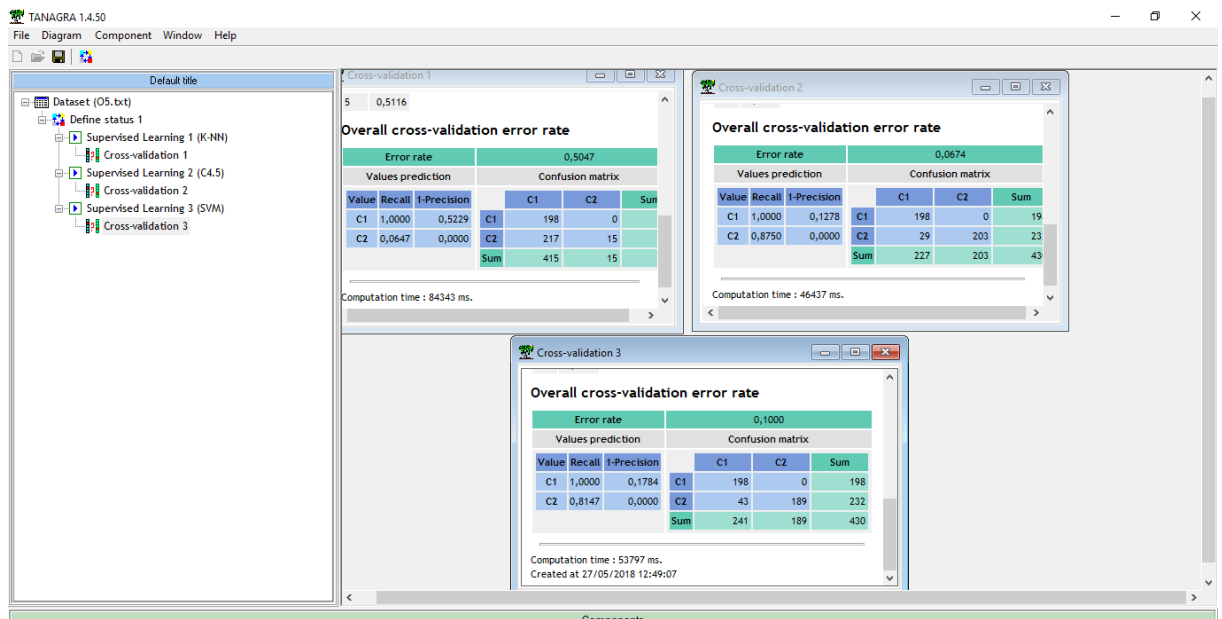 TANAGRA 1.4.50
File Diagram Component Window Help
Default title
Dataset (O5.txt)
Define status 1
Supervised Learning 1 (K-NN)
Cross-validation 1
Supervised Learning 2 (C4.5)
Cross-validation 2
Supervised Learning 3 (SVM)
Cross-validation 3
Cross-validation 1
5 0,5116
Overall cross-validation error rate
Error rate 0,5047
Values prediction Confusion matrix
Value Recall 1-Precision C1 C2 Sum
C1 1,0000 0,5229 C1 198 0
C2 0,0647 0,0000 C2 217 15
Sum 415 15
Computation time : 84343 ms.
Cross-validation 2
Overall cross-validation error rate
Error rate 0,0674
Values prediction Confusion matrix
Value Recall 1-Precision C1 C2 Sum
C1 1,0000 0,1278 C1 198 0 19
C2 0,8750 0,0000 C2 29 203 23
Sum 227 203 43
Computation time : 46437 ms.
Cross-validation 3
Overall cross-validation error rate
Error rate 0,1000
Values prediction Confusion matrix
Value Recall 1-Precision C1 C2 Sum
C1 1,0000 0,1784 C1 198 0 198
C2 0,8147 0,0000 C2 43 189 232
Sum 241 189 430
Computation time : 53797 ms.
Created at 27/05/2018 12:49:07
Components